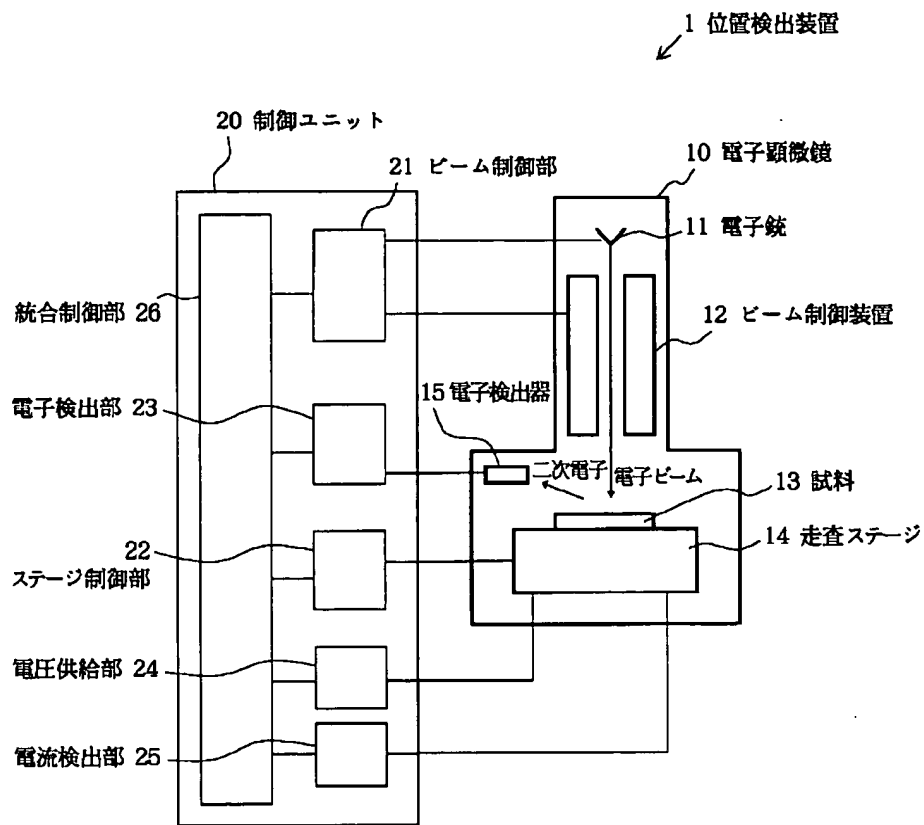 1 位置検出装置
20 制御ユニット
21 ビーム制御部
10 電子顕微鏡
11 電子銃
統合制御部 26
12 ビーム制御装置
電子検出部 23
15 電子検出器
二次電子
電子ビーム
13 試料
22
ステージ制御部
14 走査ステージ
電圧供給部 24
電流検出部 25